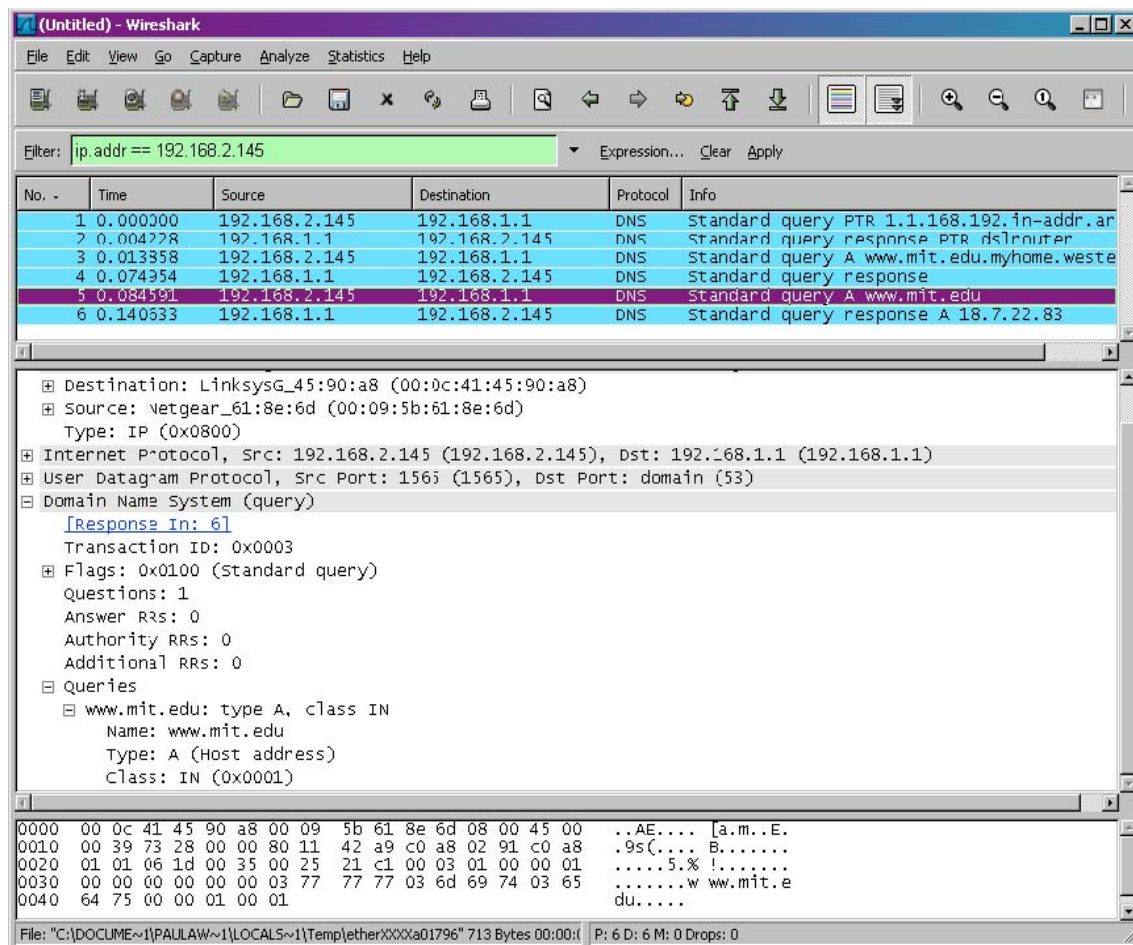 (Untitled) - Wireshark
File Edit View Go Capture Analyze Statistics Help
Filter: ip.addr == 192.168.2.145 Expression... Clear Apply
No. - Time Source Destination Protocol Info
1 0.000000 192.168.2.145 192.168.1.1 DNS Standard query PTR 1.1.168.192.in-addr.ar
2 0.004228 192.168.1.1 192.168.2.145 DNS Standard query response PTR dslrouter
3 0.013858 192.168.2.145 192.168.1.1 DNS Standard query A www.mit.edu.myhome.weste
4 0.074954 192.168.1.1 192.168.2.145 DNS Standard query response
5 0.084591 192.168.2.145 192.168.1.1 DNS Standard query A www.mit.edu
6 0.140633 192.168.1.1 192.168.2.145 DNS Standard query response A 18.7.22.83
Destination: LinksysG_45:90:a8 (00:0c:41:45:90:a8)
Source: Netgear_61:8e:6d (00:09:5b:61:8e:6d)
Type: IP (0x0800)
Internet Protocol, Src: 192.168.2.145 (192.168.2.145), Dst: 192.168.1.1 (192.168.1.1)
User Datagram Protocol, Src Port: 1565 (1565), Dst Port: domain (53)
Domain Name System (query)
[Response In: 6]
Transaction ID: 0x0003
Flags: 0x0100 (Standard query)
Questions: 1
Answer RRs: 0
Authority RRs: 0
Additional RRs: 0
Queries
www.mit.edu: type A, class IN
Name: www.mit.edu
Type: A (Host address)
Class: IN (0x0001)
0000 00 0c 41 45 90 a8 00 09 5b 61 8e 6d 08 00 45 00 ..AE.... [a.m..E.
0010 00 39 73 28 00 00 80 11 42 a9 c0 a8 02 91 c0 a8 .9s(.... B.......
0020 01 01 06 1d 00 35 00 25 21 c1 00 03 01 00 00 01 .....5.% !.......
0030 00 00 00 00 00 00 03 77 77 77 03 6d 69 74 03 65 .......w ww.mit.e
0040 64 75 00 00 01 00 01 du.....
File: "C:\DOCUME~1\PAULAW~1\LOCALS~1\Temp\etherXXXXa01796" 713 Bytes 00:00:( P: 6 D: 6 M: 0 Drops: 0